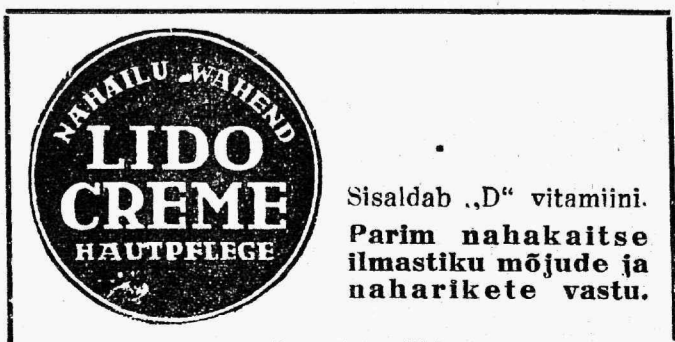 NAHAILU WAHEND
LIDO
CREME
HAUTPFLEGE
Sisaldab „D“ vitamiini.
Parim nahakaitse
ilmastiku mõjude ja
naharikete vastu.